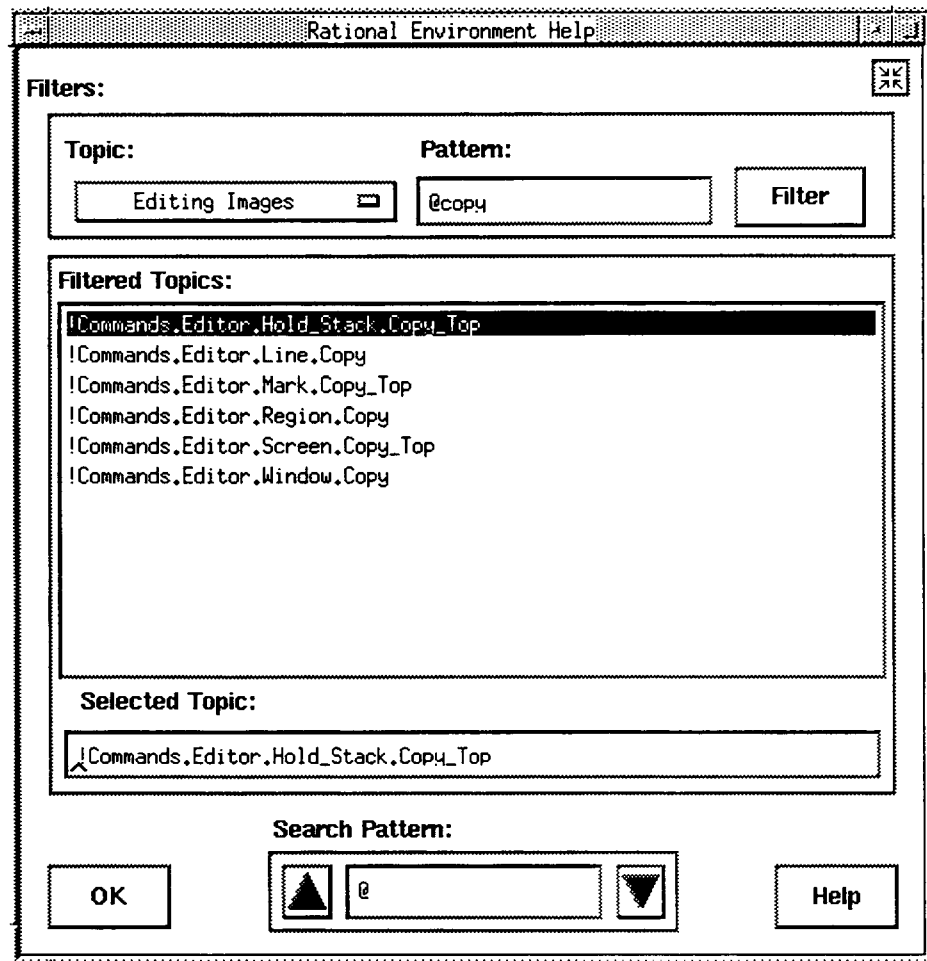 Rational Environment Help
Filters:
Topic: Pattern:
Editing Images @copy Filter
Filtered Topics:
!Commands.Editor.Hold_Stack.Copy_Top
!Commands.Editor.Line.Copy
!Commands.Editor.Mark.Copy_Top
!Commands.Editor.Region.Copy
!Commands.Editor.Screen.Copy_Top
!Commands.Editor.Window.Copy
Selected Topic:
!Commands.Editor.Hold_Stack.Copy_Top
Search Pattern:
OK @ Help